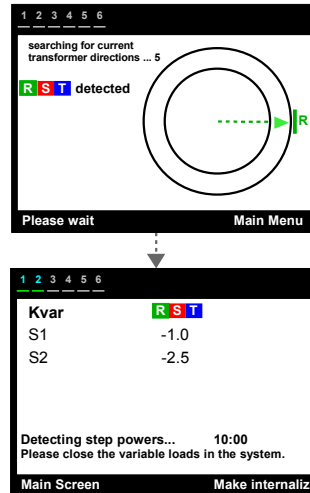 1 2 3 4 5 6
searching for current
transformer directions ... 5
R S T detected
R
Please wait Main Menu
1 2 3 4 5 6
Kvar R S T
S1 -1.0
S2 -2.5
Detecting step powers... 10:00
Please close the variable loads in the system.
Main Screen Make internaliz